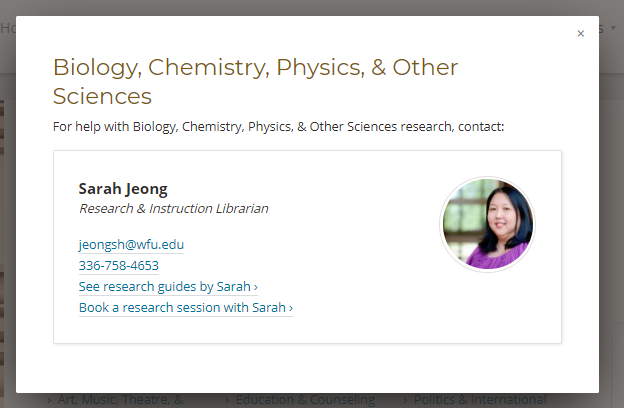 Ho
s
×
Biology, Chemistry, Physics, & Other
Sciences
For help with Biology, Chemistry, Physics, & Other Sciences research, contact:
Sarah Jeong
Research & Instruction Librarian
jeongsh@wfu.edu
336-758-4653
See research guides by Sarah ›
Book a research session with Sarah ›
› Art, Music, Theatre, & › Education & Counseling › Politics & International